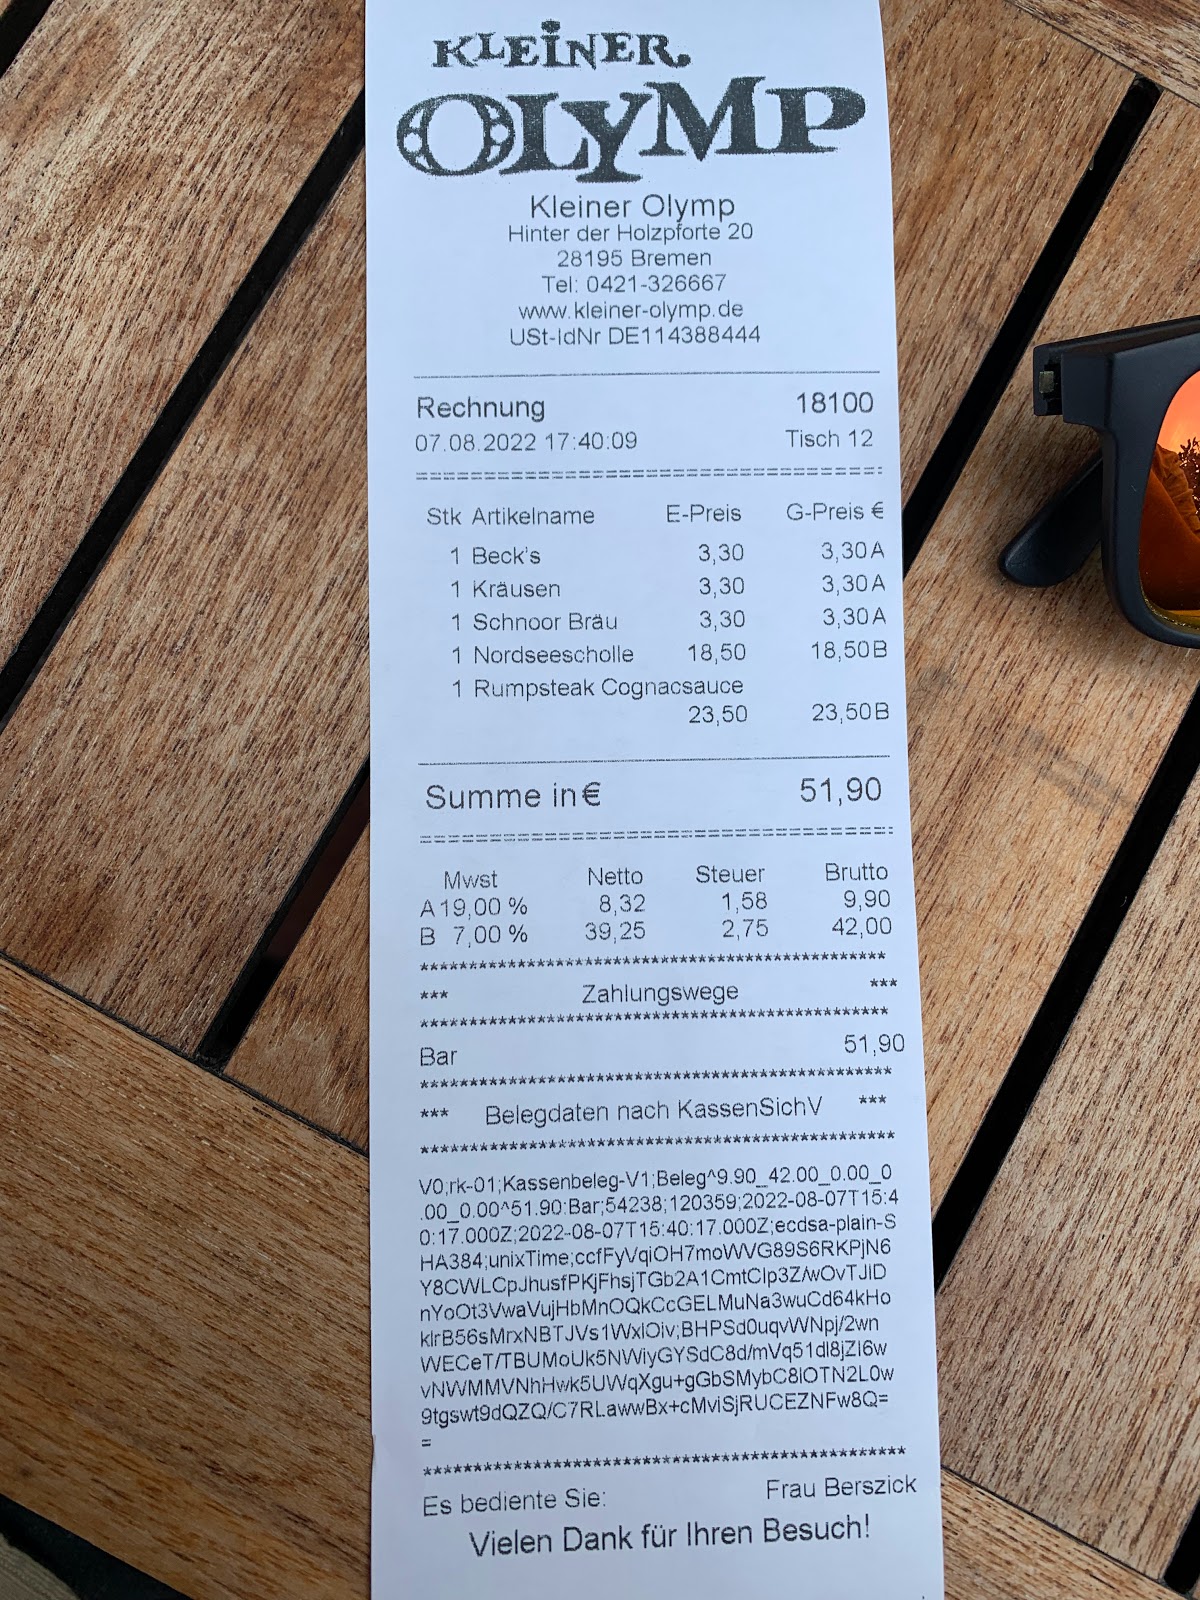 KLEINER
OLYMP
Kleiner Olymp
Hinter der Holzpforte 20
28195 Bremen
Tel: 0421-326667
www.kleiner-olymp.de
USt-IdNr DE114388444
Rechnung 18100
07.08.2022 17:40:09 Tisch 12
Stk Artikelname E-Preis G-Preis €
1 Beck's 3,30 3,30A
1 Kräusen 3,30 3,30A
1 Schnoor Bräu 3,30 3,30A
1 Nordseescholle 18,50 18,50B
1 Rumpsteak Cognacsauce
23,50 23,50B
Summe in€ 51,90
Mwst Netto Steuer Brutto
A 19,00 % 8,32 1,58 9,90
B 7,00 % 39,25 2,75 42,00
***********************************************
*** Zahlungswege ***
***********************************************
Bar 51,90
***********************************************
*** Belegdaten nach KassenSichV ***
***********************************************
V0;rk-01;Kassenbeleg-V1;Beleg^9.90_42.00_0.00_0
.00_0.00^51.90:Bar;54238;120359;2022-08-07T15:4
0:17.000Z;2022-08-07T15:40:17.000Z;ecdsa-plain-S
HA384;unixTime;ccfFyVqiOH7moWVG89S6RKPjN6
Y8CWLCpJhusfPKjFhsjTGb2A1CmtClp3Z/wOvTJID
nYoOt3VwaVujHbMnOQkCcGELMuNa3wuCd64kHo
klrB56sMrxNBTJVs1WxlOiv;BHPSd0uqvWNpj/2wn
WECeT/TBUMoUk5NWiyGYSdC8d/mVq51dl8jZl6w
vNWMMVNhHwk5UWqXgu+gGbSMybC8lOTN2L0w
9tgswt9dQZQ/C7RLawwBx+cMviSjRUCEZNFw8Q=
=
***********************************************
Es bediente Sie: Frau Berszick
Vielen Dank für Ihren Besuch!